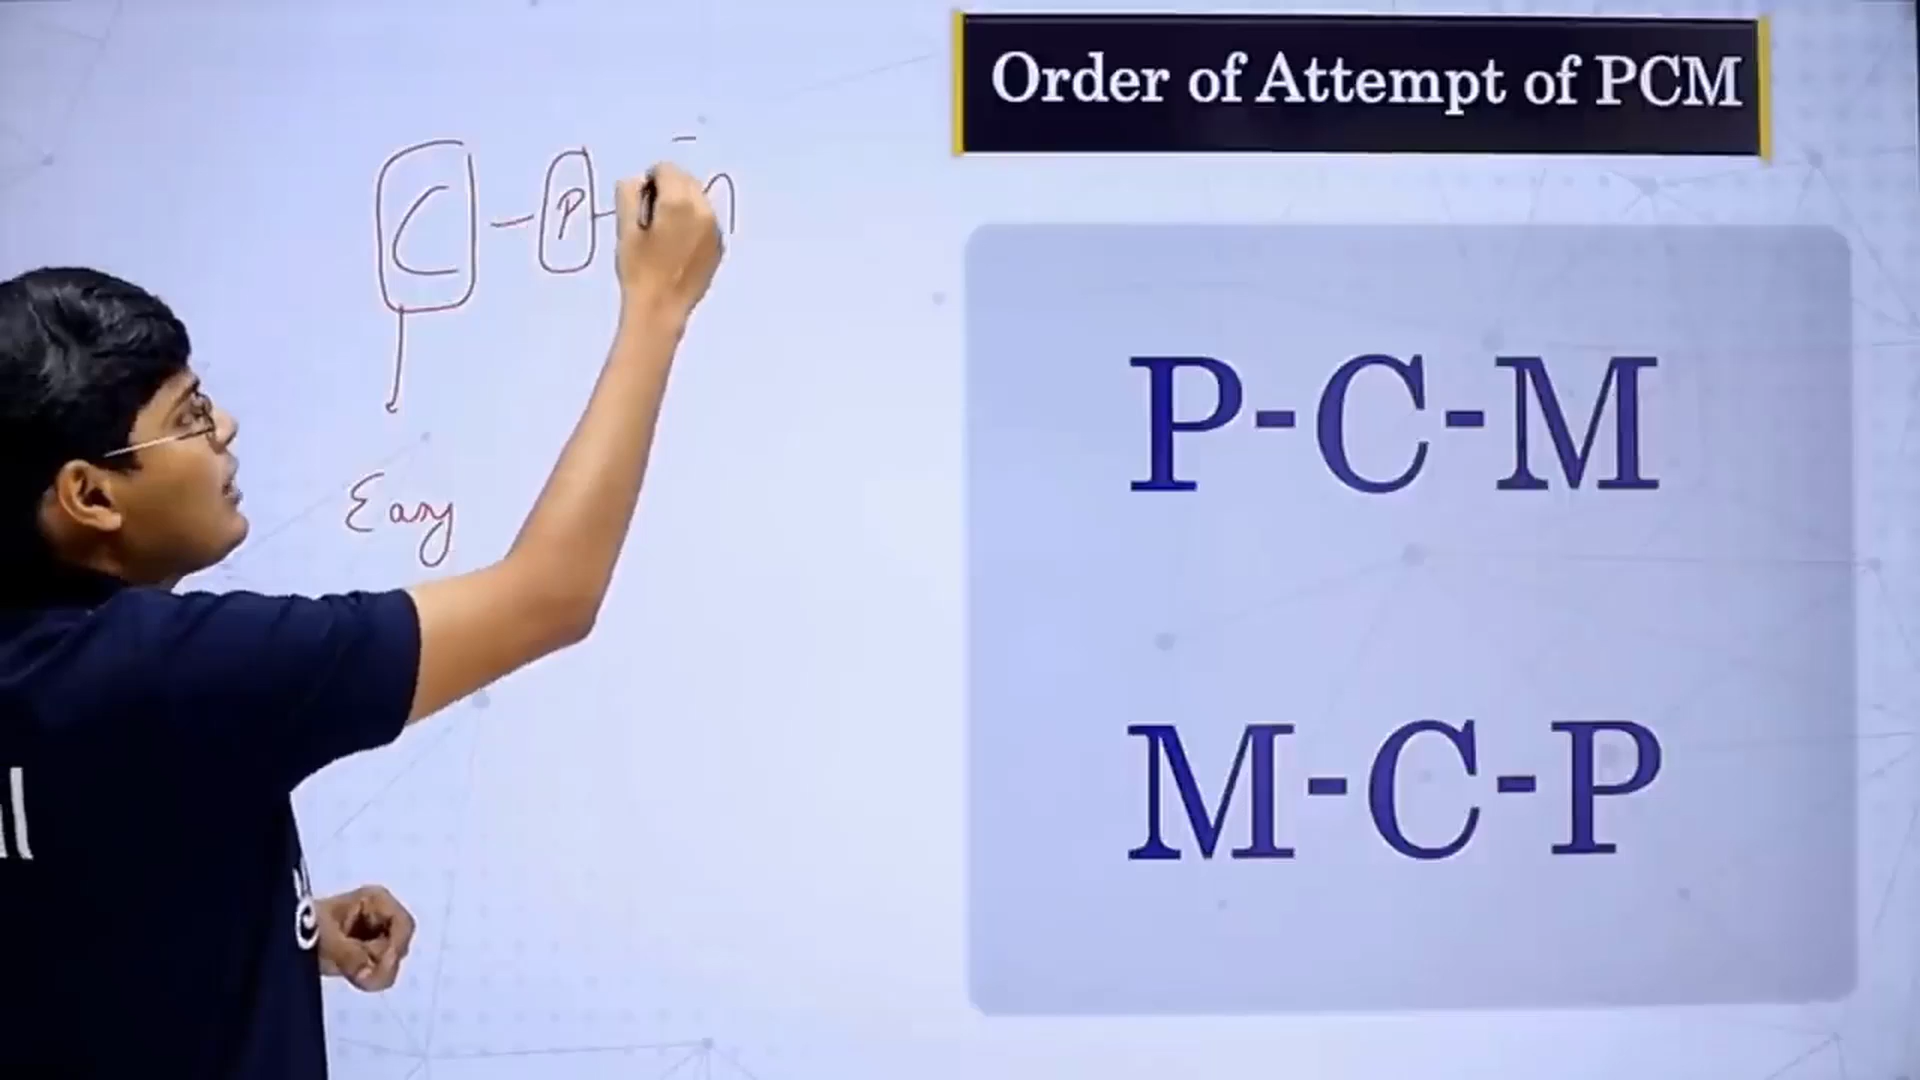 Order of Attempt of PCM
C - P -
Easy
P-C-M
M-C-P